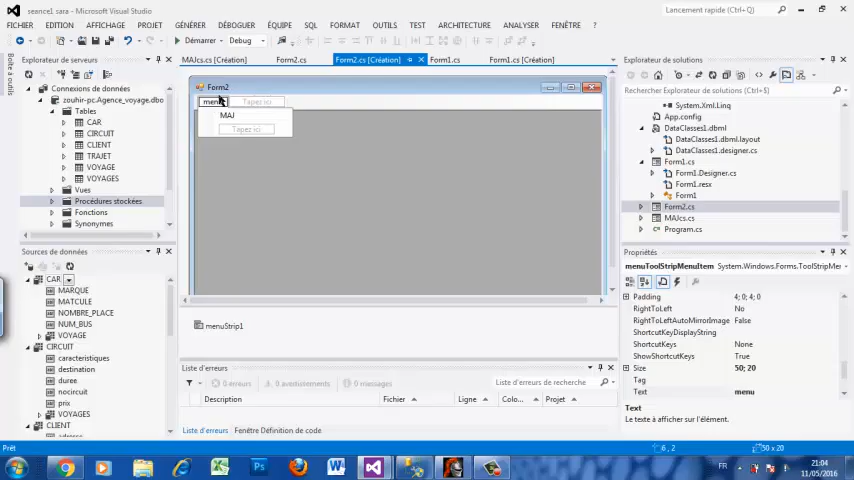 seance1 sara - Microsoft Visual Studio
Lancement rapide (Ctrl+Q)
FICHIER EDITION AFFICHAGE PROJET GÉNÉRER DÉBOGUER ÉQUIPE SQL FORMAT OUTILS TEST ARCHITECTURE ANALYSER FENÊTRE ?
Démarrer Debug
Boîte à outils
Explorateur de serveurs
Connexions de données
zouhir-pc.Agence_voyage.dbo
Tables
CAR
CIRCUIT
CLIENT
TRAJET
VOYAGE
VOYAGES
Vues
Procédures stockées
Fonctions
Synonymes
Sources de données
CAR
MARQUE
MATCULE
NOMBRE_PLACE
NUM_BUS
VOYAGE
CIRCUIT
caracteristiques
destination
duree
nocircuit
prix
VOYAGES
CLIENT
MAJcs.cs [Création] Form2.cs Form2.cs [Création] Form1.cs Form1.cs [Création]
Form2
menu Tapez ici
MAJ
Tapez ici
menuStrip1
Liste d'erreurs
0 erreurs 0 avertissements 0 messages
Liste d'erreurs de recherche
Description Fichier Ligne Colo... Projet
Liste d'erreurs Fenêtre Définition de code
Explorateur de solutions
Rechercher Explorateur de solutions
System.Xml.Linq
App.config
DataClasses1.dbml
DataClasses1.dbml.layout
DataClasses1.designer.cs
Form1.cs
Form1.Designer.cs
Form1.resx
Form1
Form2.cs
MAJcs.cs
Program.cs
Propriétés
menuToolStripMenuItem System.Windows.Forms.ToolStripMe
Padding 4; 0; 4; 0
RightToLeft No
RightToLeftAutoMirrorImage False
ShortcutKeyDisplayString
ShortcutKeys None
ShowShortcutKeys True
Size 50; 20
Tag
Text menu
Text
Le texte à afficher sur l'élément.
Prêt
6 , 2
50 x 20
FR
21:04
11/05/2016